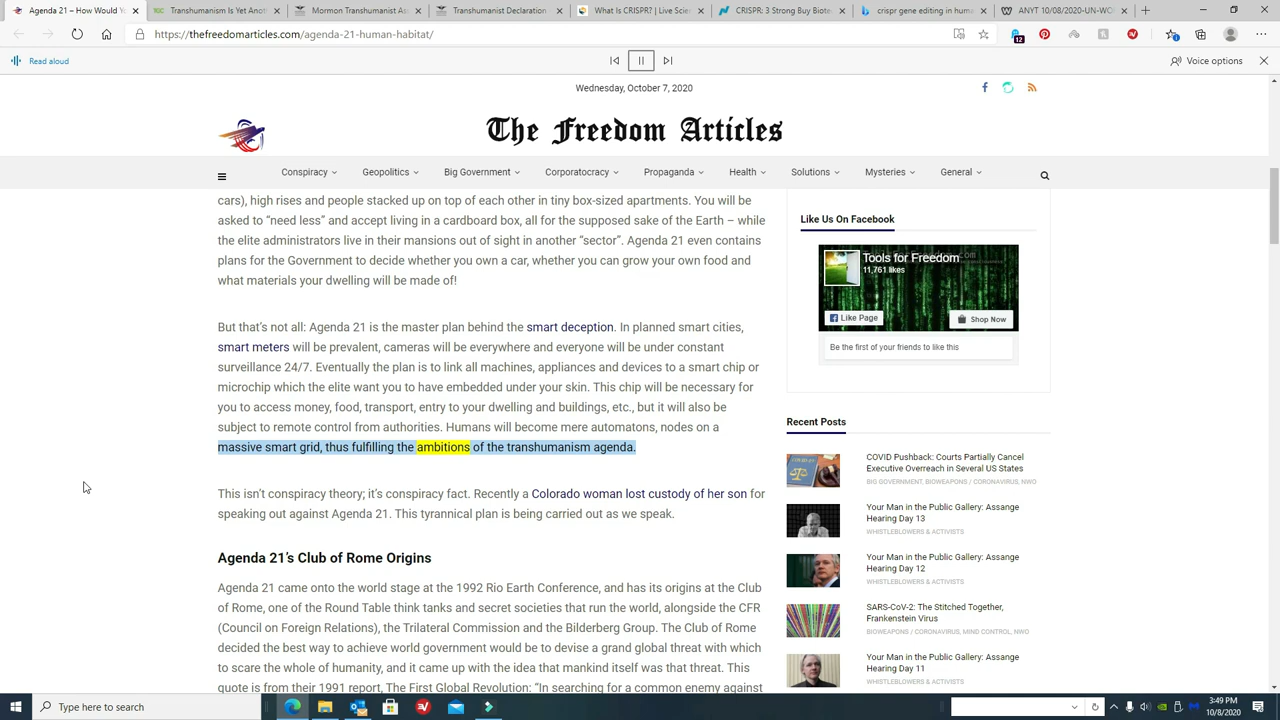 Agenda 21 – How Would Y
Mormon Transhumanist As
Transhumanist Declaration
What Is CRISPR? | Live Sci
CRISPR: 3 Strong Reasons
ANYT 10/08/2020-UN-WO
https://thefreedomarticles.com/agenda-21-human-habitat/
12
Read aloud
Voice options
Wednesday, October 7, 2020
The Freedom Articles
Conspiracy
Geopolitics
Big Government
Corporatocracy
Propaganda
Health
Solutions
Mysteries
General
cars), high rises and people stacked up on top of each other in tiny box-sized apartments. You will be
asked to “need less” and accept living in a cardboard box, all for the supposed sake of the Earth – while
the elite administrators live in their mansions out of sight in another “sector”. Agenda 21 even contains
plans for the Government to decide whether you own a car, whether you can grow your own food and
what materials your dwelling will be made of!
But that’s not all. Agenda 21 is the master plan behind the smart deception. In planned smart cities,
smart meters will be prevalent, cameras will be everywhere and everyone will be under constant
surveillance 24/7. Eventually the plan is to link all machines, appliances and devices to a smart chip or
microchip which the elite want you to have embedded under your skin. This chip will be necessary for
you to access money, food, transport, entry to your dwelling and buildings, etc., but it will also be
subject to remote control from authorities. Humans will become mere automatons, nodes on a
massive smart grid, thus fulfilling the ambitions of the transhumanism agenda.
This isn’t conspiracy theory; it’s conspiracy fact. Recently a Colorado woman lost custody of her son for
speaking out against Agenda 21. This tyrannical plan is being carried out as we speak.
Agenda 21’s Club of Rome Origins
Agenda 21 came onto the world stage at the 1992 Rio Earth Conference, and has its origins at the Club
of Rome, one of the Round Table think tanks and secret societies that run the world, alongside the CFR
(Council on Foreign Relations), the Trilateral Commission and the Bilderberg Group. The Club of Rome
decided the best way to achieve world government would be to devise a grand global threat with which
to scare the whole of humanity, and it came up with the idea that mankind itself was that threat. This
quote is from their 1991 report, The First Global Revolution: “In searching for a common enemy against
Like Us On Facebook
Tools for Freedom
.com
11,761 likes
Like Page
Shop Now
Be the first of your friends to like this
Recent Posts
COVID Pushback: Courts Partially Cancel
Executive Overreach in Several US States
BIG GOVERNMENT, BIOWEAPONS / CORONAVIRUS, NWO
Your Man in the Public Gallery: Assange
Hearing Day 13
WHISTLEBLOWERS & ACTIVISTS
Your Man in the Public Gallery: Assange
Hearing Day 12
WHISTLEBLOWERS & ACTIVISTS
SARS-CoV-2: The Stitched Together,
Frankenstein Virus
BIOWEAPONS / CORONAVIRUS, MIND CONTROL, NWO
Your Man in the Public Gallery: Assange
Hearing Day 11
WHISTLEBLOWERS & ACTIVISTS
Type here to search
3:49 PM
10/8/2020